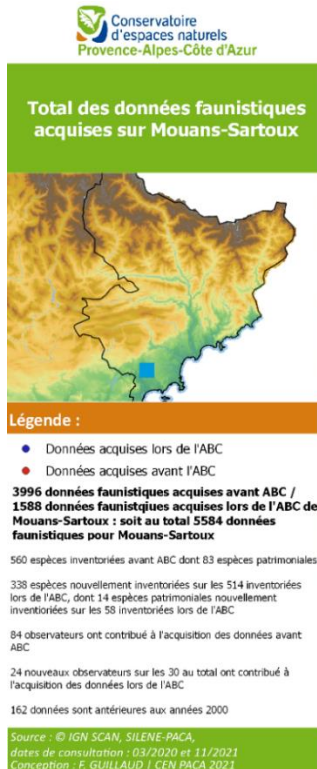 Conservatoire
d'espaces naturels
Provence-Alpes-Côte d'Azur
Total des données faunistiques
acquises sur Mouans-Sartoux
Légende :
Données acquises lors de l'ABC
Données acquises avant l'ABC
3996 données faunistiques acquises avant ABC /
1588 données faunistqiues acquises lors de l'ABC de
Mouans-Sartoux : soit au total 5584 données
faunistiques pour Mouans-Sartoux
560 espèces inventoriées avant ABC dont 83 espèces patrimoniales
338 espèces nouvellement inventoriées sur les 514 inventoriées
lors de l'ABC, dont 14 espèces patrimoniales nouvellement
inventioriées sur les 58 inventoriées lors de l'ABC
84 observateurs ont contribué à l'acquisition des données avant
ABC
24 nouveaux observateurs sur les 30 au total ont contribué à
l'acquisition des données lors de l'ABC
162 données sont antérieures aux années 2000
Source : © IGN SCAN, SILENE-PACA,
dates de consultation : 03/2020 et 11/2021
Conception : F. GUILLAUD | CEN PACA 2021